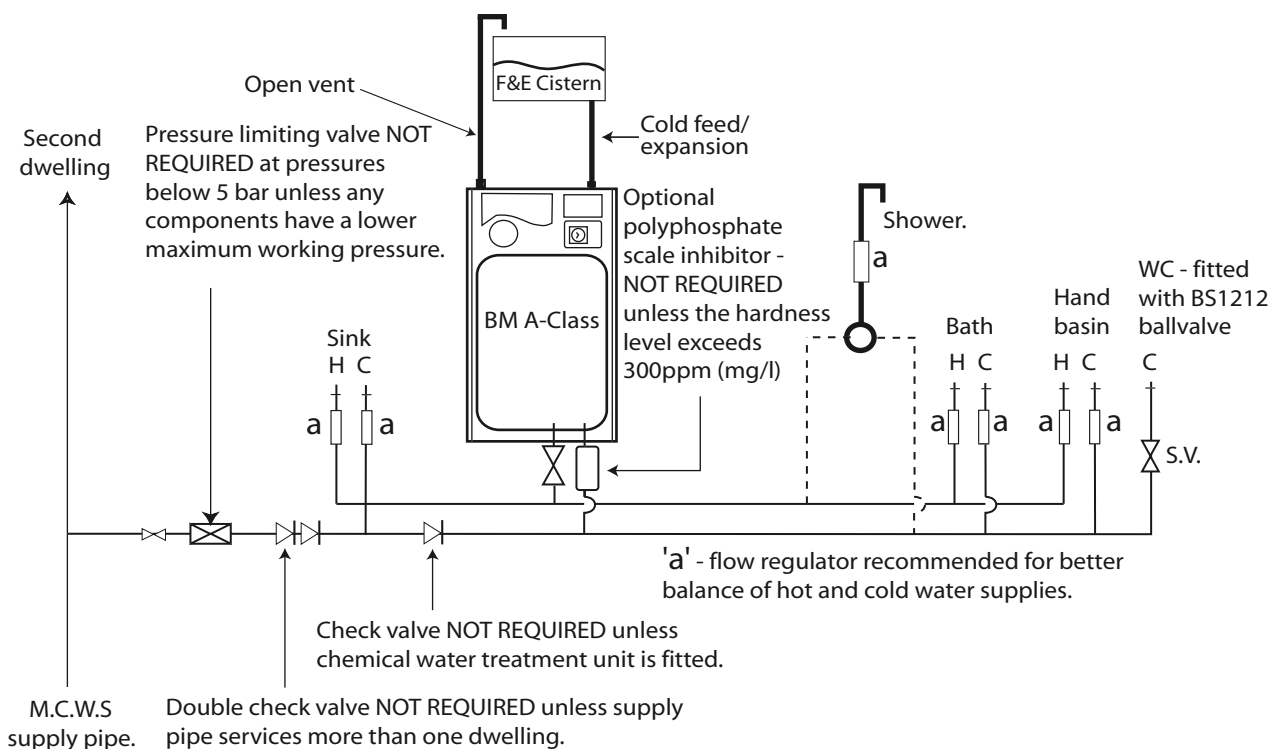 F&E Cistern
Open vent
Cold feed/
expansion
Second
dwelling
Pressure limiting valve NOT
REQUIRED at pressures
below 5 bar unless any
components have a lower
maximum working pressure.
Optional
polyphosphate
scale inhibitor -
NOT REQUIRED
unless the hardness
level exceeds
300ppm (mg/l)
BM A-Class
Shower.
a
WC - fitted
with BS1212
ballvalve
Hand
basin
Bath
Sink
H C
H C
H C
C
a a
a a a a
S.V.
'a' - flow regulator recommended for better
balance of hot and cold water supplies.
Check valve NOT REQUIRED unless
chemical water treatment unit is fitted.
M.C.W.S
supply pipe.
Double check valve NOT REQUIRED unless supply
pipe services more than one dwelling.